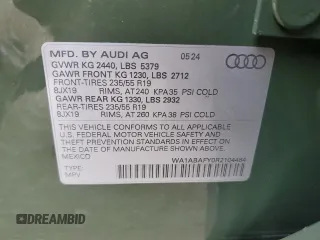 MFD. BY AUDI AG 05:24
GVWR KG 2440, LBS 5379
GAWR FRONT KG 1230, LBS 2712
FRONT-TIRES 235/55 R19
8JX19 RIMS, AT 240 KPA 35 PSI COLD
GAWR REAR KG 1330, LBS 2932
REAR-TIRES 235/55 R19
8JX19 RIMS, AT 260 KPA 38 PSI COLD
THIS VEHICLE CONFORMS TO ALL APPLICABLE
U.S. FEDERAL MOTOR VEHICLE SAFETY
STANDARDS IN EFFECT ON THE DATE OF
MANUFACTURE SHOWN ABOVE.
MEXICO WA1ABAFY0R2104484
TYPE:
MPV
DREAMBID
DREAMBID.COM